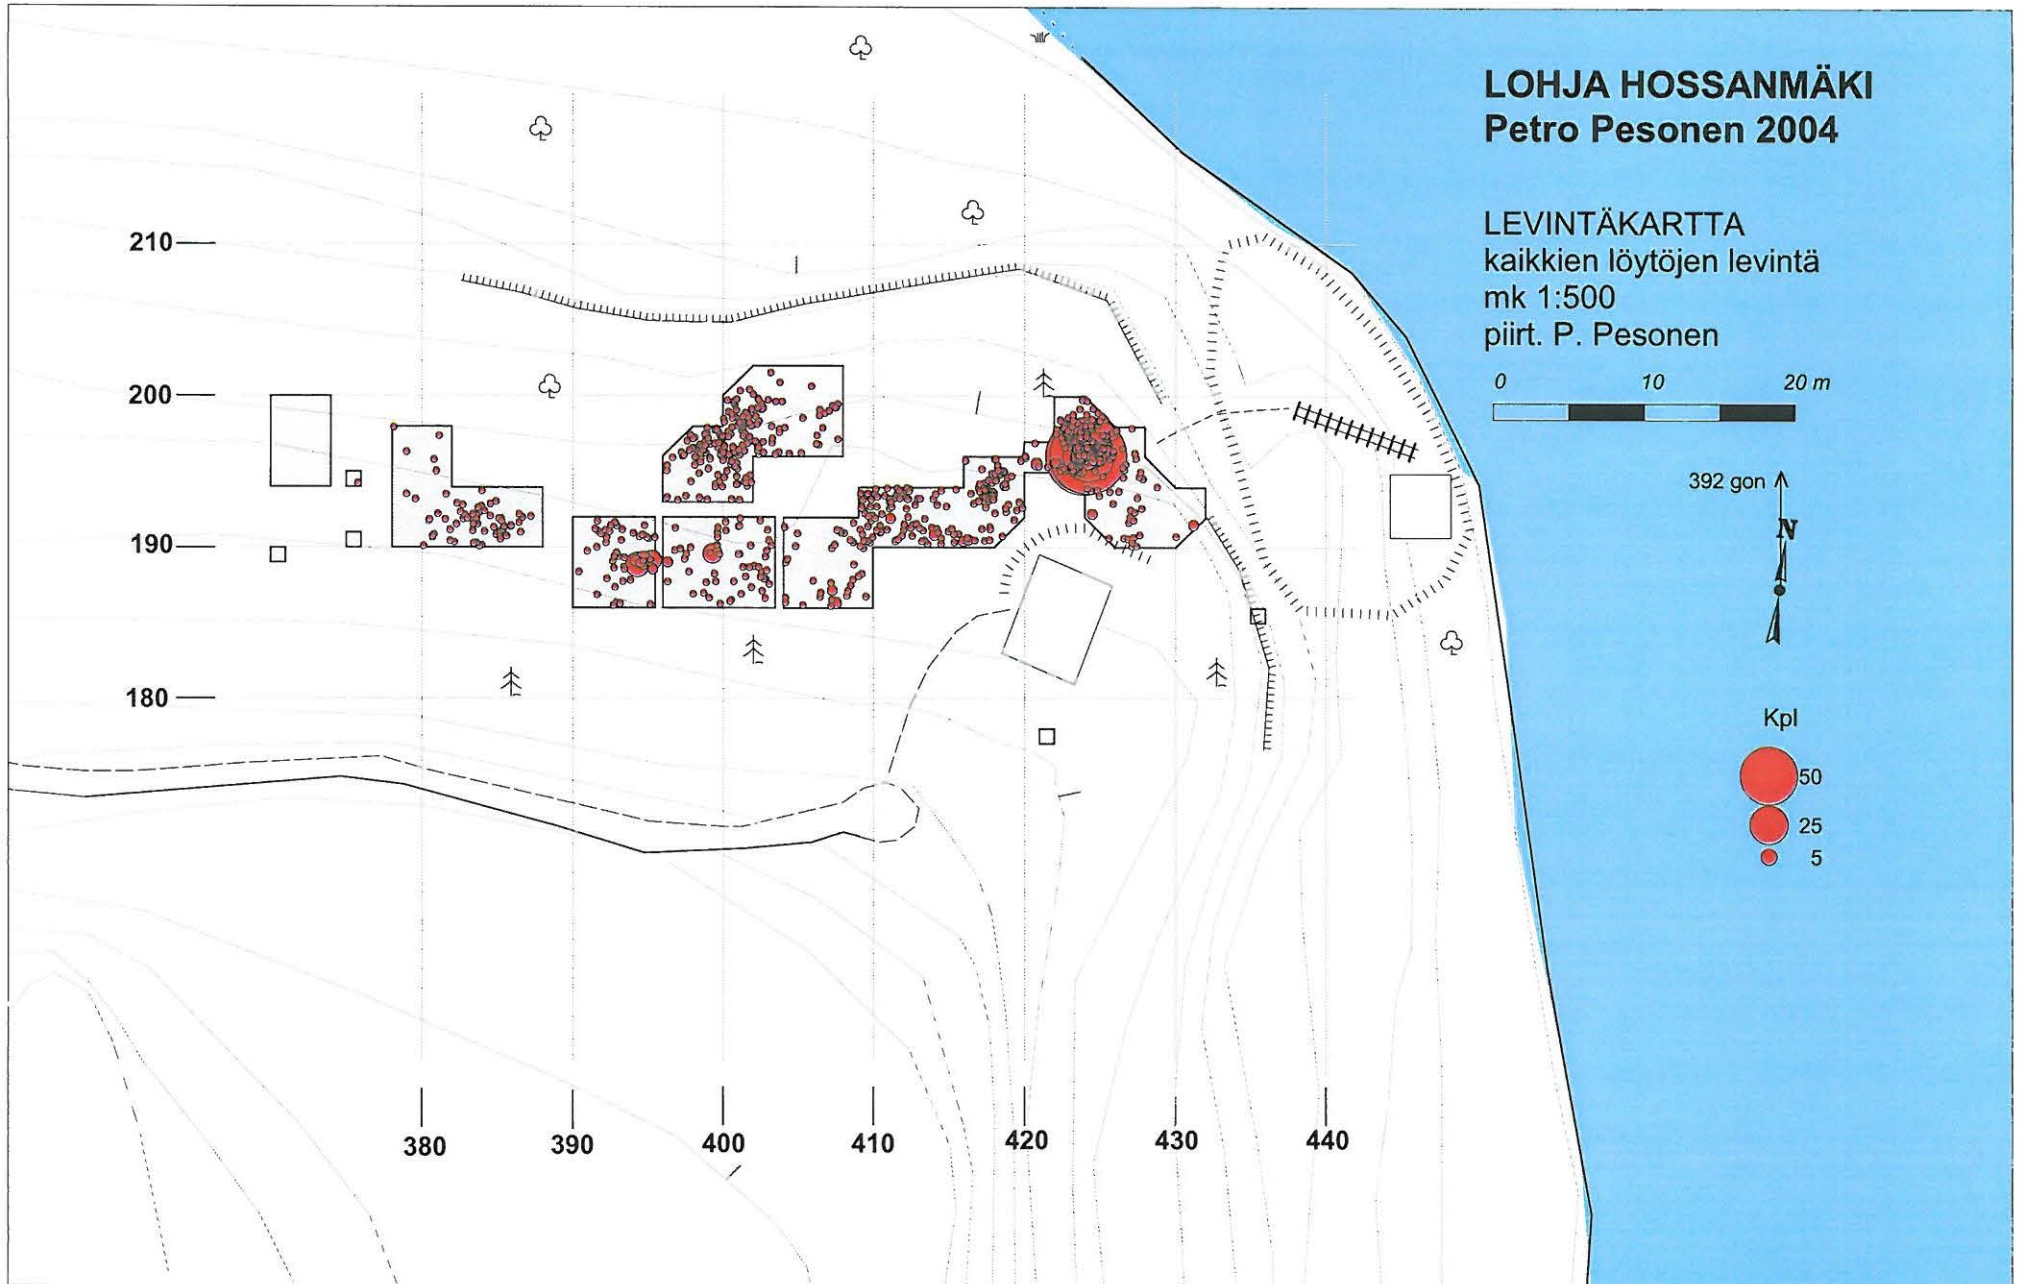 LOHJA HOSSANMÄKI
Petro Pesonen 2004
LEVINTÄKARTTA
kaikkien löytöjen levintä
mk 1:500
piirt. P. Pesonen
0 10 20 m
392 gon
N
Kpl
50
25
5
210
200
190
180
380 390 400 410 420 430 440